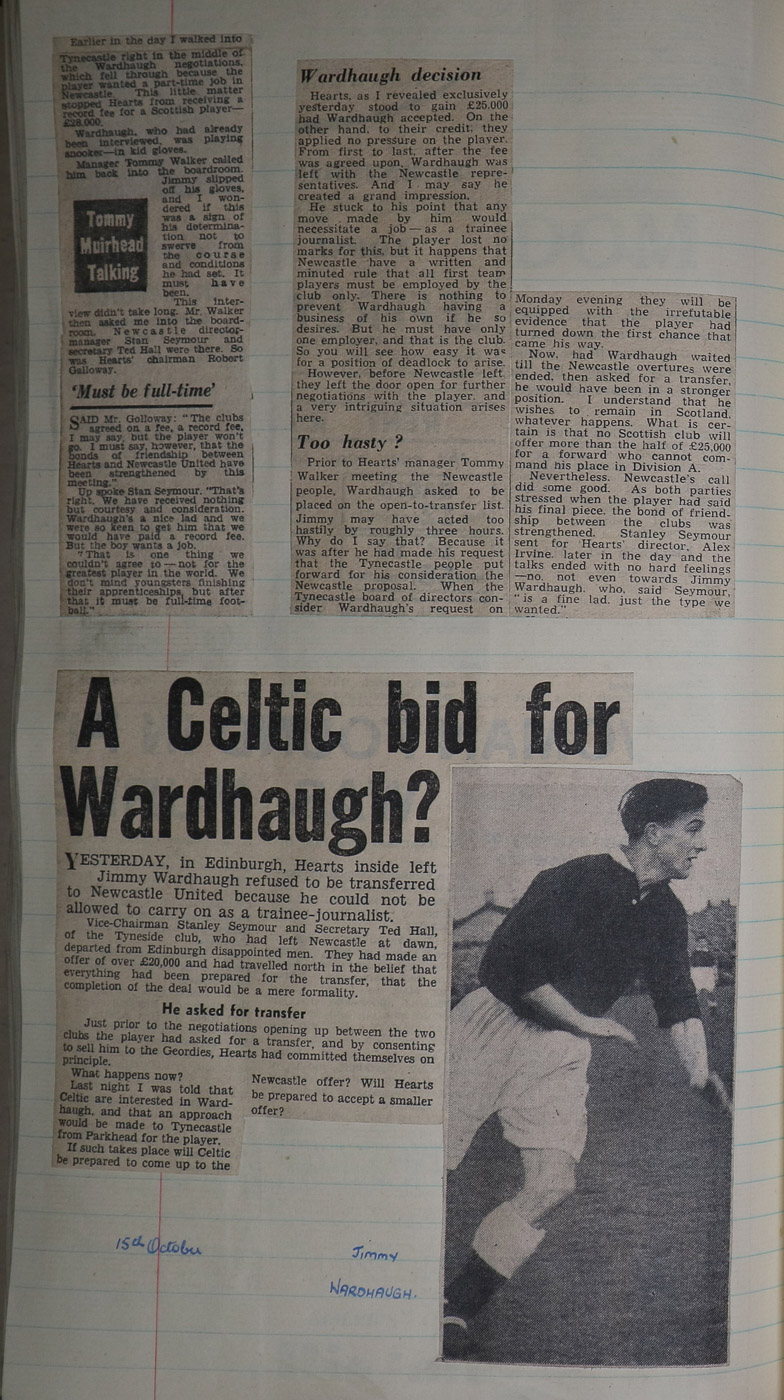 Earlier in the day I walked into
Tynecastle right in the middle of
the Wardhaugh negotiations,
which fell through because the
player wanted a part-time job in
Newcastle. This little matter
stopped Hearts from receiving a
record fee for a Scottish player—
£28,000.
Wardhaugh, who had already
been interviewed, was playing
snooker—in kid gloves.
Manager Tommy Walker called
him back into the boardroom.
Jimmy slipped
off his gloves,
and I won-
dered if this
was a sign of
his determina-
tion not to
swerve from
the course
and conditions
he had set. It
must have
been.
Tommy
Muirhead
Talking
This inter-
view didn't take long. Mr. Walker
then asked me into the board-
room. Newcastle director-
manager Stan Seymour and
secretary Ted Hall were there. So
was Hearts' chairman Robert
Golloway.
'Must be full-time'
SAID Mr. Golloway: "The clubs
agreed on a fee, a record fee,
I may say, but the player won't
go. I must say, however, that the
bonds of friendship between
Hearts and Newcastle United have
been strengthened by this
meeting."
Up spoke Stan Seymour. "That's
right. We have received nothing
but courtesy and consideration.
Wardhaugh's a nice lad and we
were so keen to get him that we
would have paid a record fee.
But the boy wants a job.
"That is one thing we
couldn't agree to—not for the
greatest player in the world. We
don't mind youngsters finishing
their apprenticeships, but after
that it must be full-time foot-
ball."
Wardhaugh decision
Hearts, as I revealed exclusively
yesterday stood to gain £25,000
had Wardhaugh accepted. On the
other hand, to their credit, they
applied no pressure on the player.
From first to last, after the fee
was agreed upon, Wardhaugh was
left with the Newcastle repre-
sentatives. And I may say he
created a grand impression.
He stuck to his point that any
move made by him would
necessitate a job—as a trainee
journalist. The player lost no
marks for this, but it happens that
Newcastle have a written and
minuted rule that all first team
players must be employed by the
club only. There is nothing to
prevent Wardhaugh having a
business of his own if he so
desires. But he must have only
one employer, and that is the club.
So you will see how easy it was
for a position of deadlock to arise.
However, before Newcastle left,
they left the door open for further
negotiations with the player, and
a very intriguing situation arises
here.
Too hasty ?
Prior to Hearts' manager Tommy
Walker meeting the Newcastle
people, Wardhaugh asked to be
placed on the open-to-transfer list.
Jimmy may have acted too
hastily by roughly three hours.
Why do I say that? Because it
was after he had made his request
that the Tynecastle people put
forward for his consideration the
Newcastle proposal. When the
Tynecastle board of directors con-
sider Wardhaugh's request on
Monday evening they will be
equipped with the irrefutable
evidence that the player had
turned down the first chance that
came his way.
Now, had Wardhaugh waited
till the Newcastle overtures were
ended, then asked for a transfer,
he would have been in a stronger
position. I understand that he
wishes to remain in Scotland,
whatever happens. What is cer-
tain is that no Scottish club will
offer more than the half of £25,000
for a forward who cannot com-
mand his place in Division A.
Nevertheless, Newcastle's call
did some good. As both parties
stressed when the player had said
his final piece, the bond of friend-
ship between the clubs was
strengthened. Stanley Seymour
sent for Hearts' director, Alex
Irvine, later in the day and the
talks ended with no hard feelings
—no, not even towards Jimmy
Wardhaugh, who, said Seymour,
"is a fine lad, just the type we
wanted."
A Celtic bid for
Wardhaugh?
YESTERDAY, in Edinburgh, Hearts inside left
Jimmy Wardhaugh refused to be transferred
to Newcastle United because he could not be
allowed to carry on as a trainee-journalist.
Vice-Chairman Stanley Seymour and Secretary Ted Hall,
of the Tyneside club, who had left Newcastle at dawn,
departed from Edinburgh disappointed men. They had made an
offer of over £20,000 and had travelled north in the belief that
everything had been prepared for the transfer, that the
completion of the deal would be a mere formality.
He asked for transfer
Just prior to the negotiations opening up between the two
clubs the player had asked for a transfer, and by consenting
to sell him to the Geordies, Hearts had committed themselves on
principle.
What happens now?
Last night I was told that
Celtic are interested in Ward-
haugh, and that an approach
would be made to Tynecastle
from Parkhead for the player.
If such takes place will Celtic
be prepared to come up to the
Newcastle offer? Will Hearts
be prepared to accept a smaller
offer?
15th October
Jimmy
WARDHAUGH.